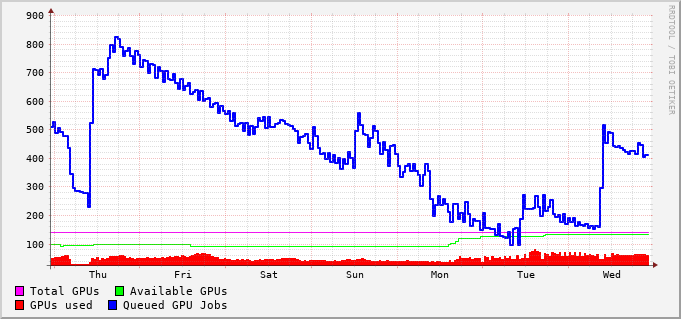 900
800
700
600
500
400
300
200
100
Thu Fri Sat Sun Mon Tue Wed
Total GPUs Available GPUs
GPUs used Queued GPU Jobs
RRDTOOL / TOBI OETIKER